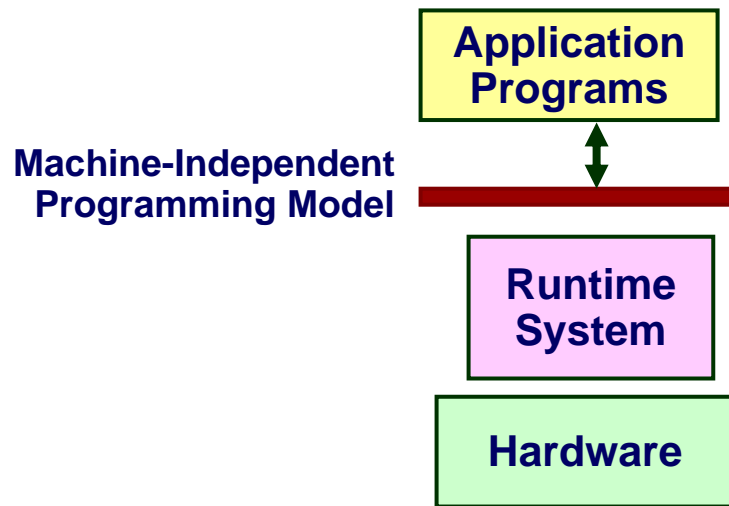 Application
Programs
Machine-Independent
Programming Model
Runtime
System
Hardware